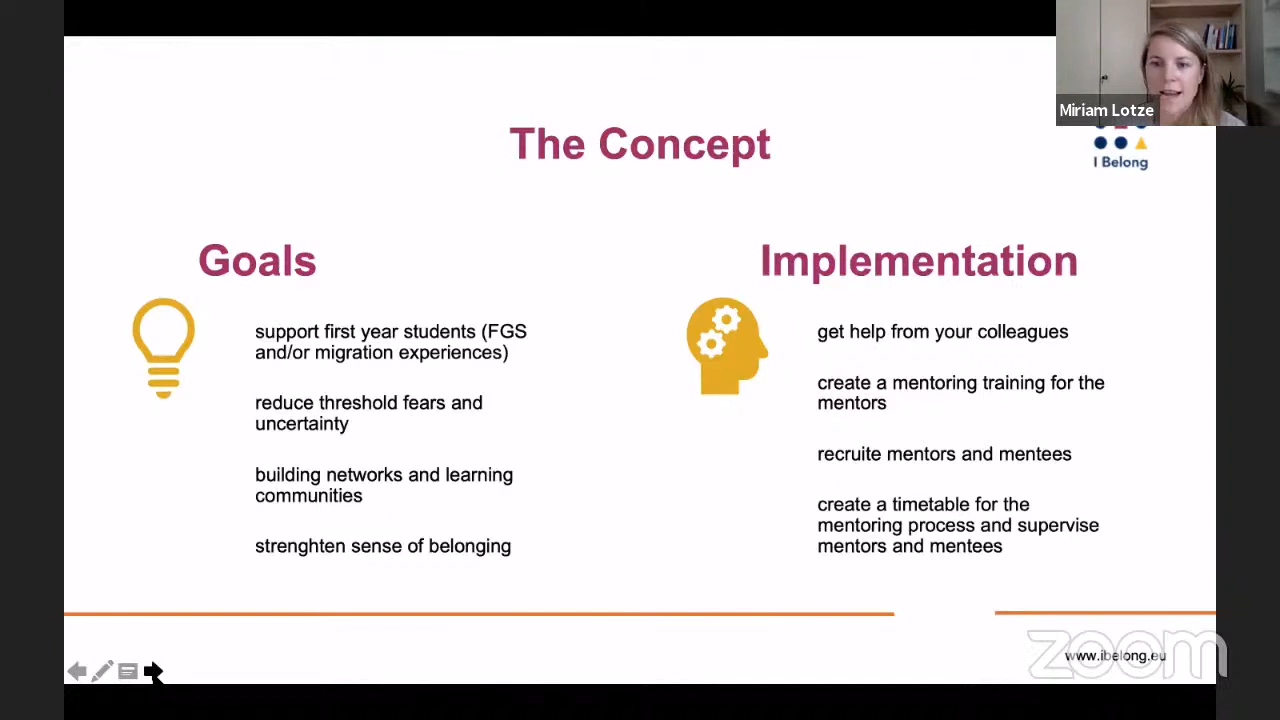 Miriam Lotze
The Concept
I Belong
Goals
support first year students (FGS
and/or migration experiences)
reduce threshold fears and
uncertainty
building networks and learning
communities
strenghten sense of belonging
Implementation
get help from your colleagues
create a mentoring training for the
mentors
recruite mentors and mentees
create a timetable for the
mentoring process and supervise
mentors and mentees
www.ibelong.eu
zoom